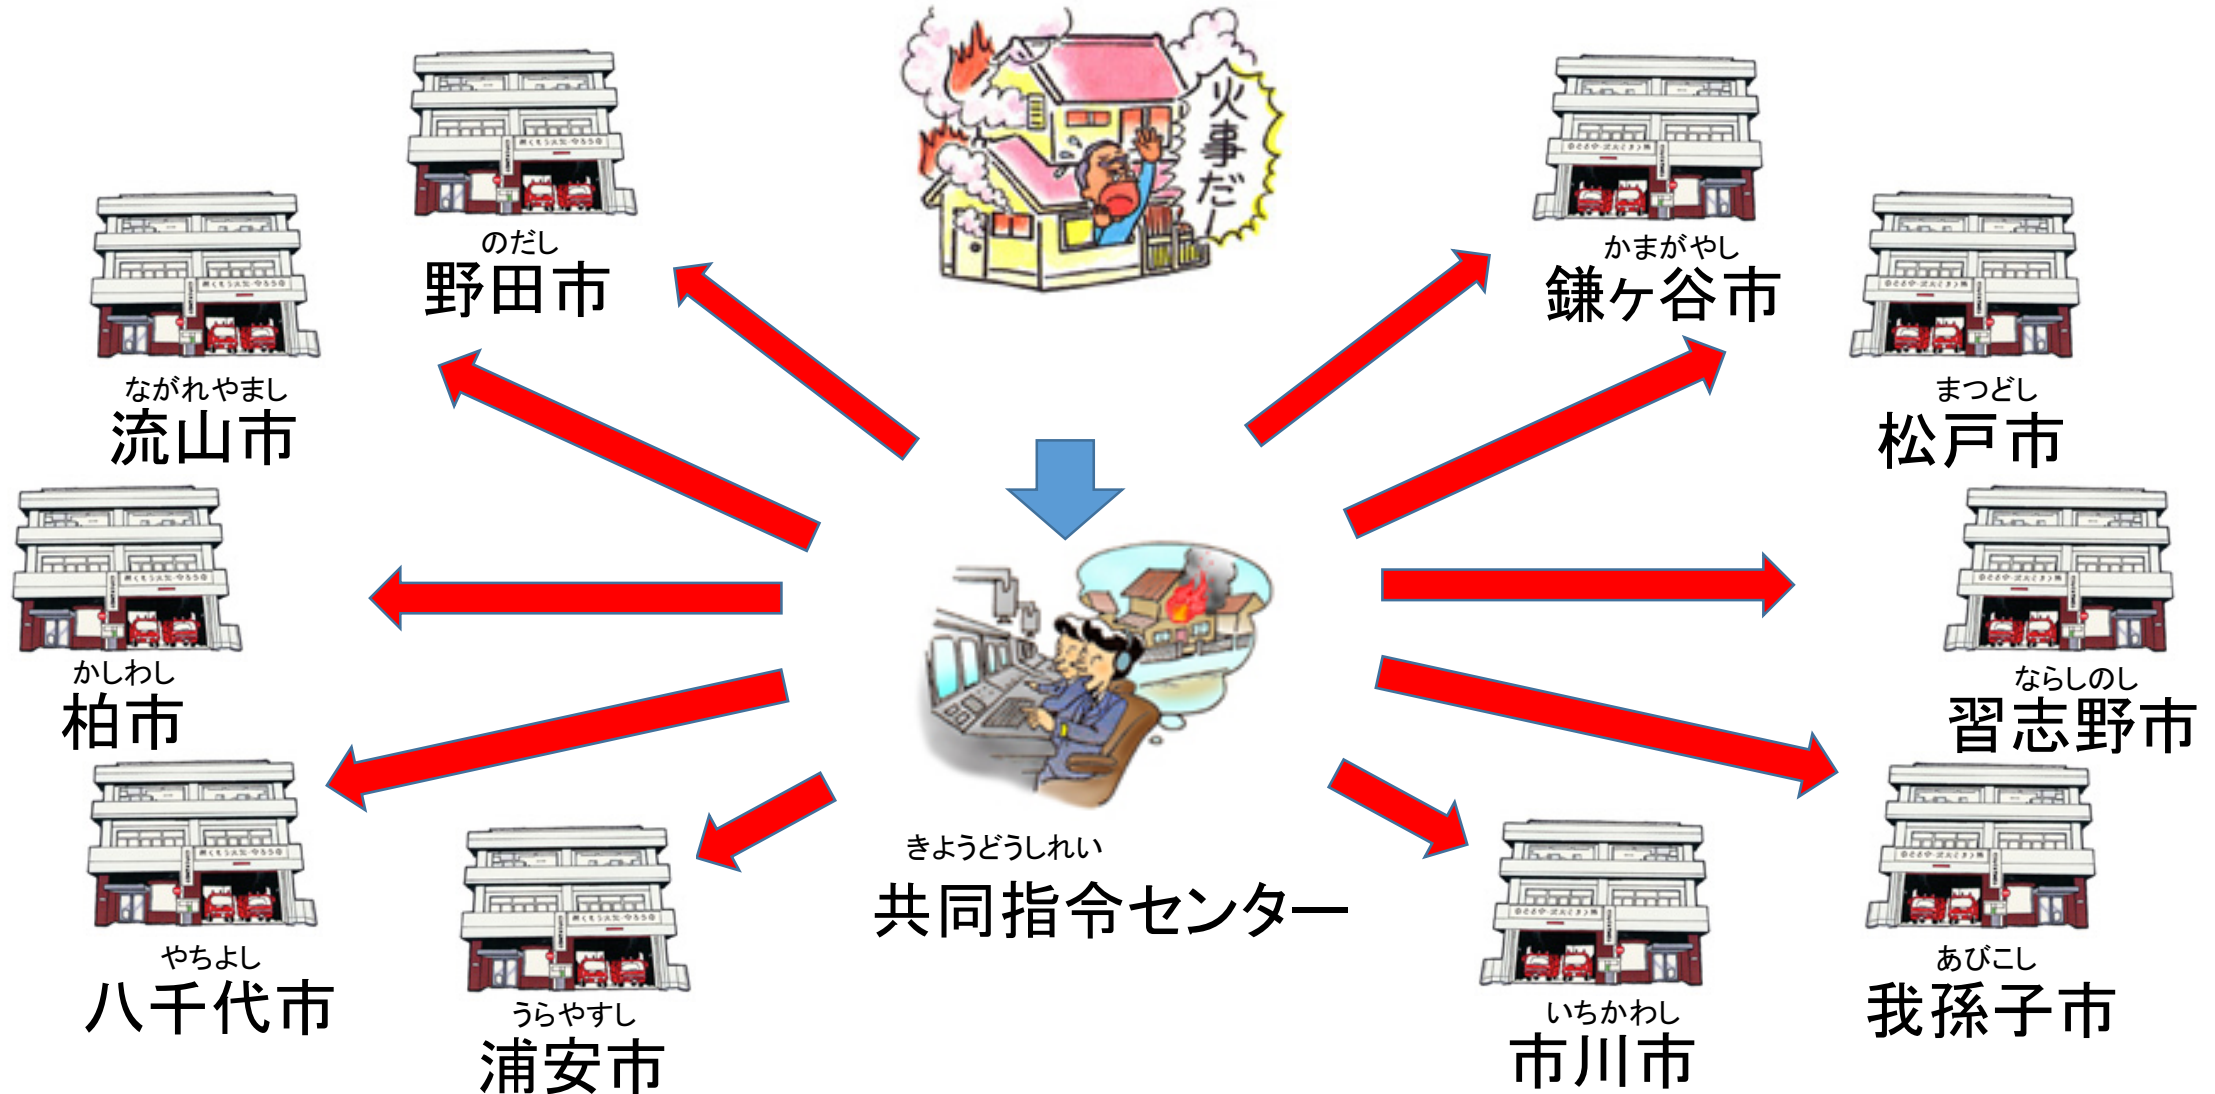 火事だー
のだし
野田市
かまがやし
鎌ヶ谷市
ながれやまし
流山市
まつどし
松戸市
かしわし
柏市
ならしのし
習志野市
きようどうしれい
共同指令センター
やちよし
八千代市
あびこし
我孫子市
うらやすし
浦安市
いちかわし
市川市